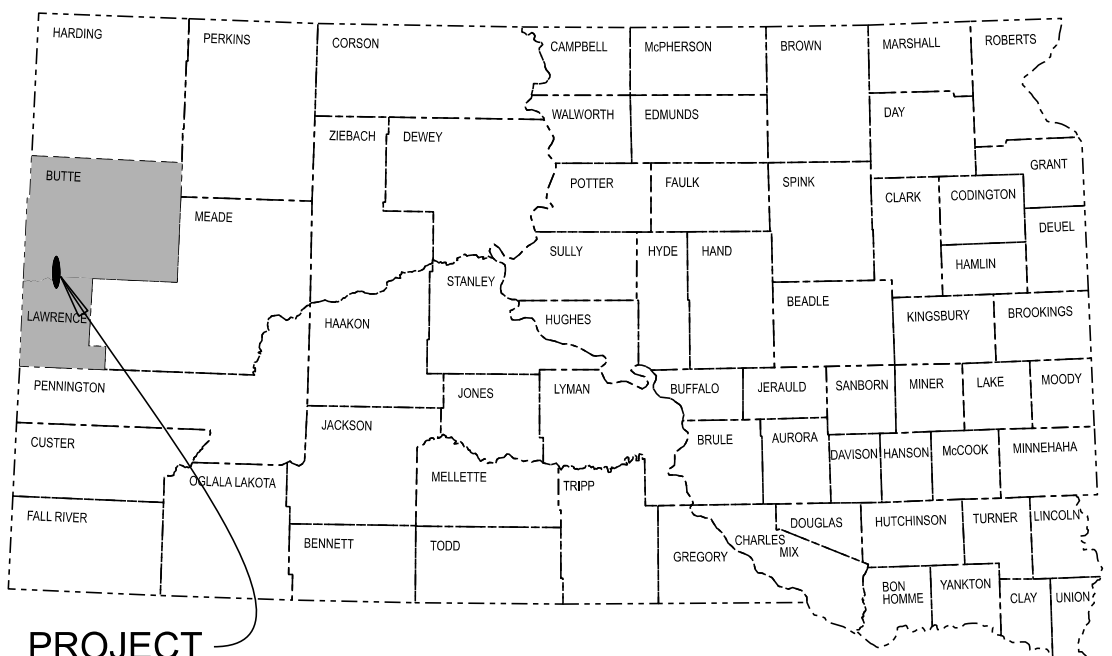 HARDING
PERKINS
CORSON
CAMPBELL
McPHERSON
BROWN
MARSHALL
ROBERTS
WALWORTH
EDMUNDS
DAY
ZIEBACH
DEWEY
GRANT
BUTTE
POTTER
FAULK
SPINK
CLARK
CODINGTON
MEADE
DEUEL
SULLY
HYDE
HAND
HAMLIN
STANLEY
BEADLE
LAWRENCE
HAAKON
HUGHES
KINGSBURY
BROOKINGS
PENNINGTON
JONES
LYMAN
BUFFALO
JERAULD
SANBORN
MINER
LAKE
MOODY
JACKSON
CUSTER
BRULE
AURORA
DAVISON
HANSON
McCOOK
MINNEHAHA
OGLALA LAKOTA
MELLETTE
TRIPP
FALL RIVER
BENNETT
TODD
GREGORY
CHARLES
MIX
DOUGLAS
HUTCHINSON
TURNER
LINCOLN
BON
HOMME
YANKTON
CLAY
UNION
PROJECT